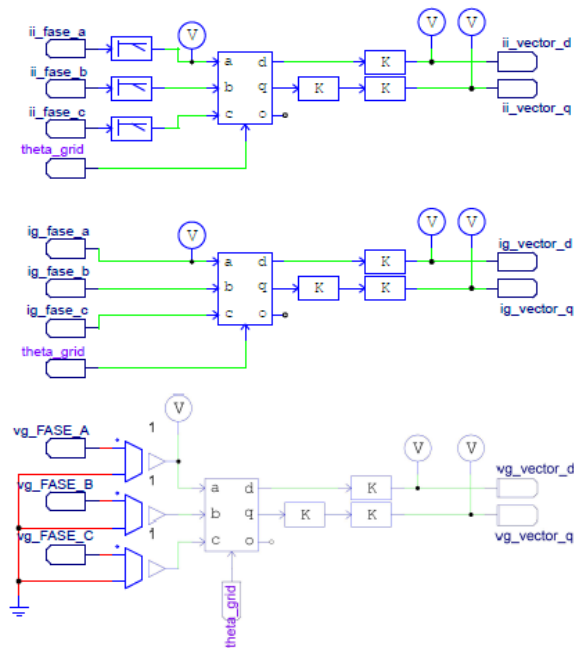 ii_fase_a
V
V
V
ii_vector_d
a
d
K
ii_fase_b
b
q
K
K
ii_vector_q
ii_fase_c
c
o
theta_grid
ig_fase_a
V
V
V
ig_vector_d
a
d
K
ig_fase_b
b
q
K
K
ig_vector_q
ig_fase_c
c
o
theta_grid
vg_FASE_A
1
V
V
V
vg_vector_d
a
d
K
vg_FASE_B
1
b
q
K
K
vg_vector_q
vg_FASE_C
1
c
o
theta_grid